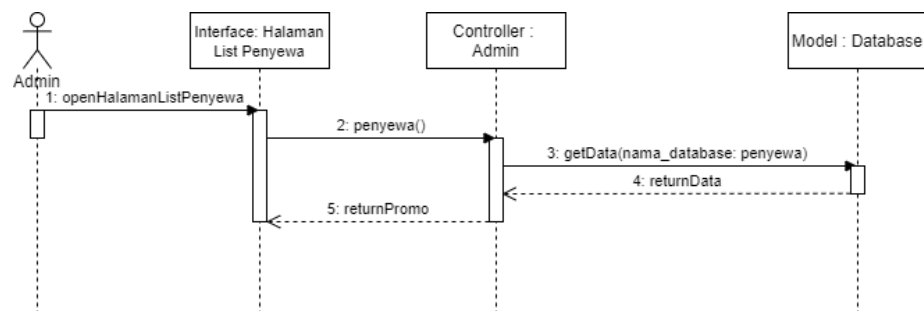 Interface: Halaman
List Penyewa
Controller :
Admin
Model : Database
Admin
1: openHalamanListPenyewa
2: penyewa()
3: getData(nama_database: penyewa)
4: returnData
5: returnPromo